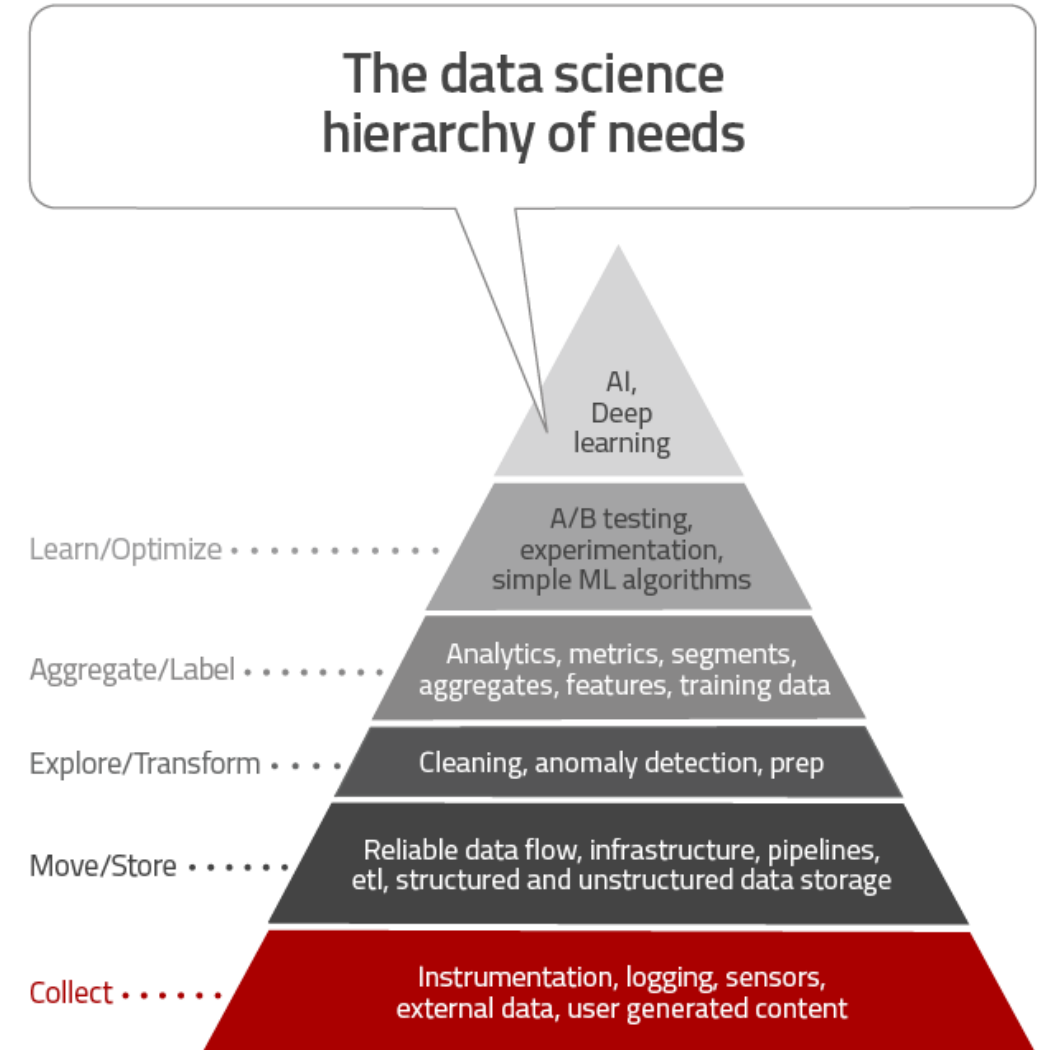 The data science
hierarchy of needs
AI,
Deep
learning
Learn/Optimize
A/B testing,
experimentation,
simple ML algorithms
Aggregate/Label
Analytics, metrics, segments,
aggregates, features, training data
Explore/Transform
Cleaning, anomaly detection, prep
Move/Store
Reliable data flow, infrastructure, pipelines,
etl, structured and unstructured data storage
Collect
Instrumentation, logging, sensors,
external data, user generated content